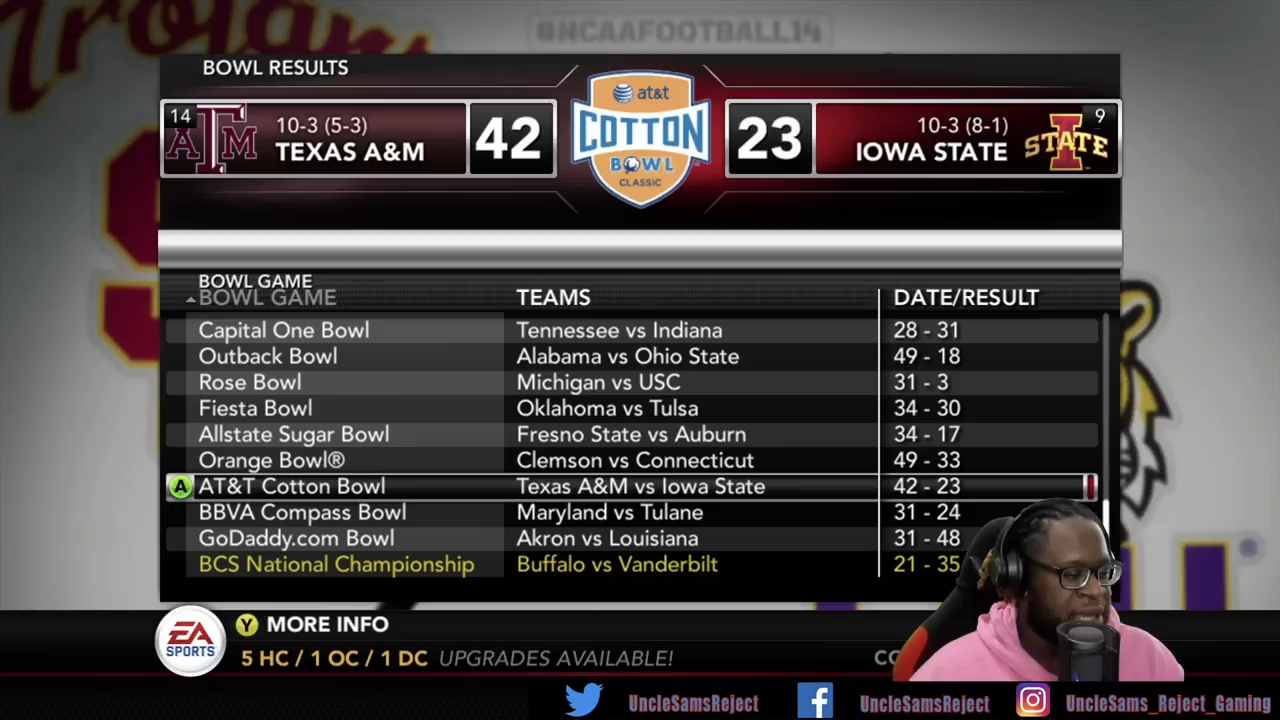 Trojans
#NCAAFOOTBALL14
BOWL RESULTS
14
ATM
10-3 (5-3)
TEXAS A&M
42
at&t
COTTON
BOWL
CLASSIC
23
10-3 (8-1)
IOWA STATE
9
STATE
BOWL GAME
BOWL GAME TEAMS DATE/RESULT
Capital One Bowl Tennessee vs Indiana 28 - 31
Outback Bowl Alabama vs Ohio State 49 - 18
Rose Bowl Michigan vs USC 31 - 3
Fiesta Bowl Oklahoma vs Tulsa 34 - 30
Allstate Sugar Bowl Fresno State vs Auburn 34 - 17
Orange Bowl® Clemson vs Connecticut 49 - 33
A AT&T Cotton Bowl Texas A&M vs Iowa State 42 - 23
BBVA Compass Bowl Maryland vs Tulane 31 - 24
GoDaddy.com Bowl Akron vs Louisiana 31 - 48
BCS National Championship Buffalo vs Vanderbilt 21 - 35
EA
SPORTS
Y MORE INFO
5 HC / 1 OC / 1 DC UPGRADES AVAILABLE!
UncleSamsReject UncleSamsReject UncleSams_Reject_Gaming